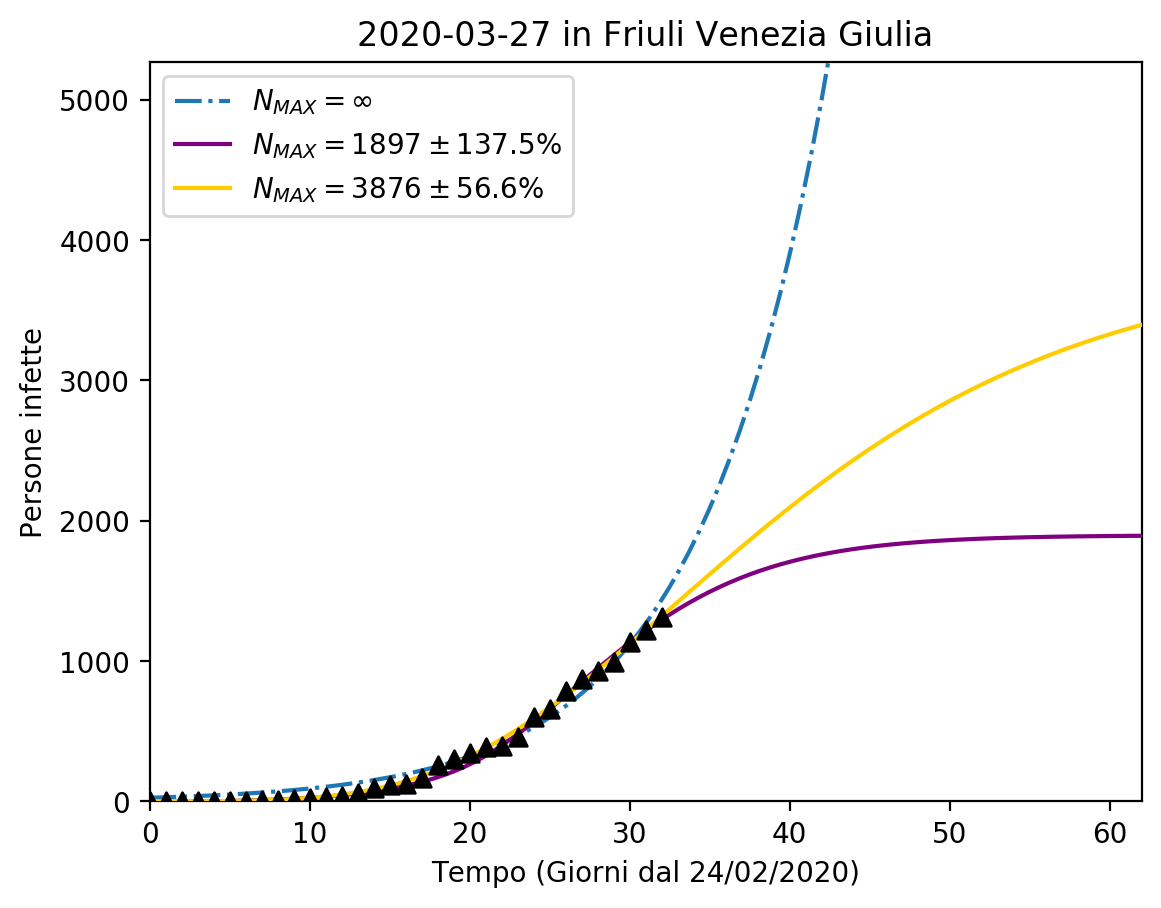 2020-03-27 in Friuli Venezia Giulia
N_MAX = ∞
N_MAX = 1897 ± 137.5%
N_MAX = 3876 ± 56.6%
5000
4000
3000
2000
1000
0
Persone infette
0 10 20 30 40 50 60
Tempo (Giorni dal 24/02/2020)